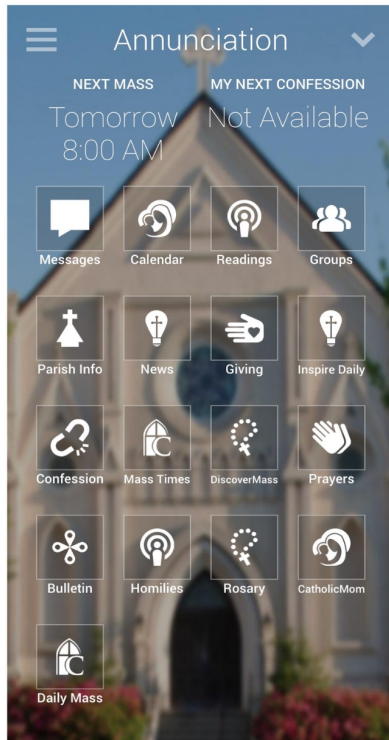 Annunciation
NEXT MASS
MY NEXT CONFESSION
Tomorrow
8:00 AM
Not Available
Messages
Calendar
Readings
Groups
Parish Info
News
Giving
Inspire Daily
Confession
Mass Times
DiscoverMass
Prayers
Bulletin
Homilies
Rosary
CatholicMom
Daily Mass